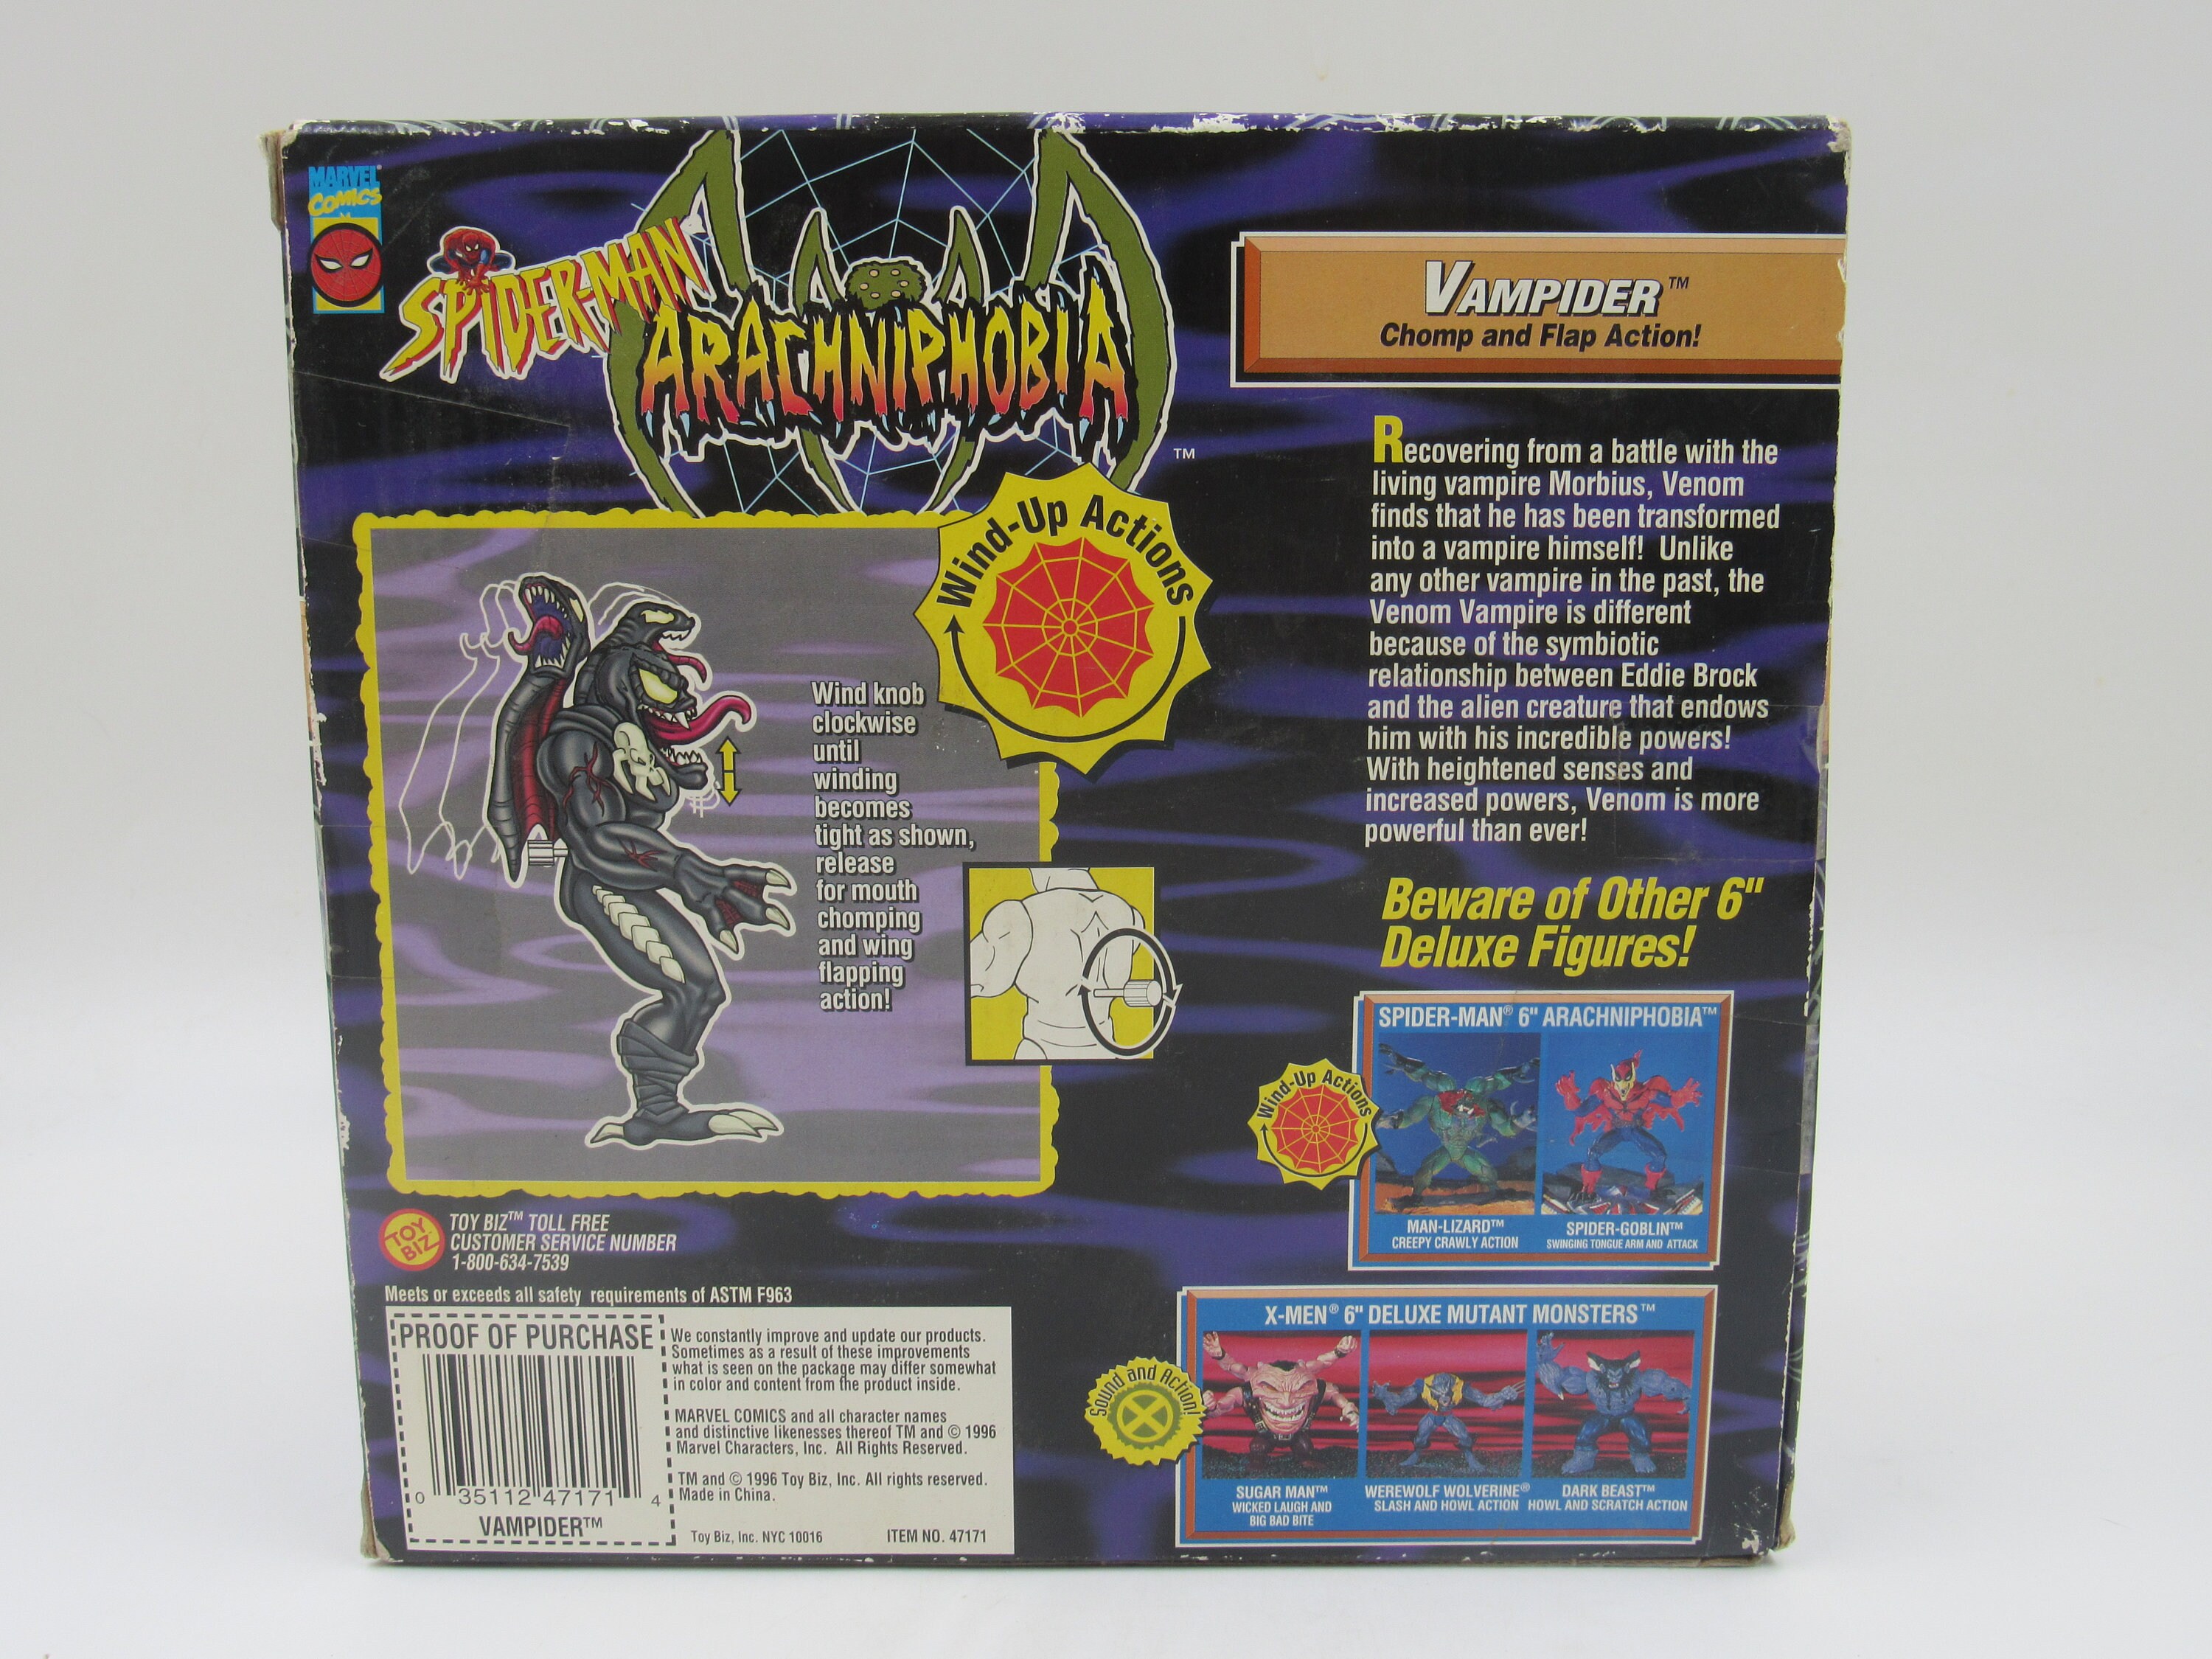 MARVEL
COMICS
SPIDER-MAN
ARACHNIPHOBIA
TM
VAMPIDER™
Chomp and Flap Action!
Recovering from a battle with the
living vampire Morbius, Venom
finds that he has been transformed
into a vampire himself! Unlike
any other vampire in the past, the
Venom Vampire is different
because of the symbiotic
relationship between Eddie Brock
and the alien creature that endows
him with his incredible powers!
With heightened senses and
increased powers, Venom is more
powerful than ever!
Wind-Up Actions
Wind knob
clockwise
until
winding
becomes
tight as shown,
release
for mouth
chomping
and wing
flapping
action!
Beware of Other 6"
Deluxe Figures!
SPIDER-MAN® 6" ARACHNIPHOBIA™
Wind-Up Actions
MAN-LIZARD™
CREEPY CRAWLY ACTION
SPIDER-GOBLIN™
SWINGING TONGUE ARM AND ATTACK
X-MEN® 6" DELUXE MUTANT MONSTERS™
Sound and Action!
SUGAR MAN™
WICKED LAUGH AND
BIG BAD BITE
WEREWOLF WOLVERINE®
SLASH AND HOWL ACTION
DARK BEAST™
HOWL AND SCRATCH ACTION
TOY
BIZ
TOY BIZ™ TOLL FREE
CUSTOMER SERVICE NUMBER
1-800-634-7539
Meets or exceeds all safety requirements of ASTM F963
PROOF OF PURCHASE
0 35112 47171 4
VAMPIDER™
We constantly improve and update our products.
Sometimes as a result of these improvements
what is seen on the package may differ somewhat
in color and content from the product inside.
MARVEL COMICS and all character names
and distinctive likenesses thereof TM and © 1996
Marvel Characters, Inc. All Rights Reserved.
TM and © 1996 Toy Biz, Inc. All rights reserved.
Made in China.
Toy Biz, Inc. NYC 10016 ITEM NO. 47171